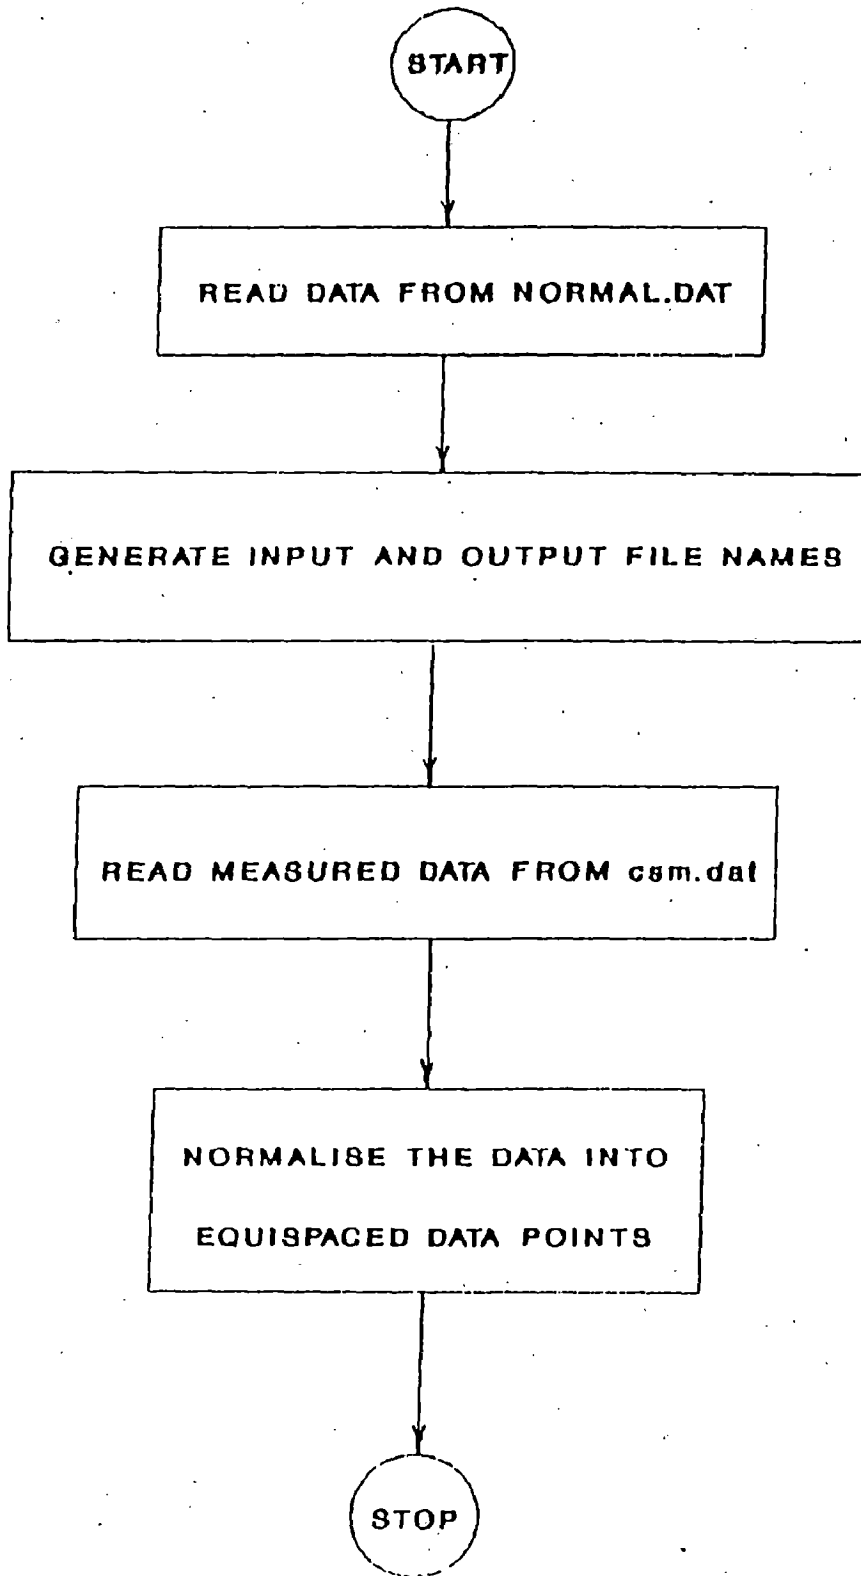 START
READ DATA FROM NORMAL.DAT
GENERATE INPUT AND OUTPUT FILE NAMES
READ MEASURED DATA FROM csm.dat
NORMALISE THE DATA INTO
EQUISPACED DATA POINTS
STOP